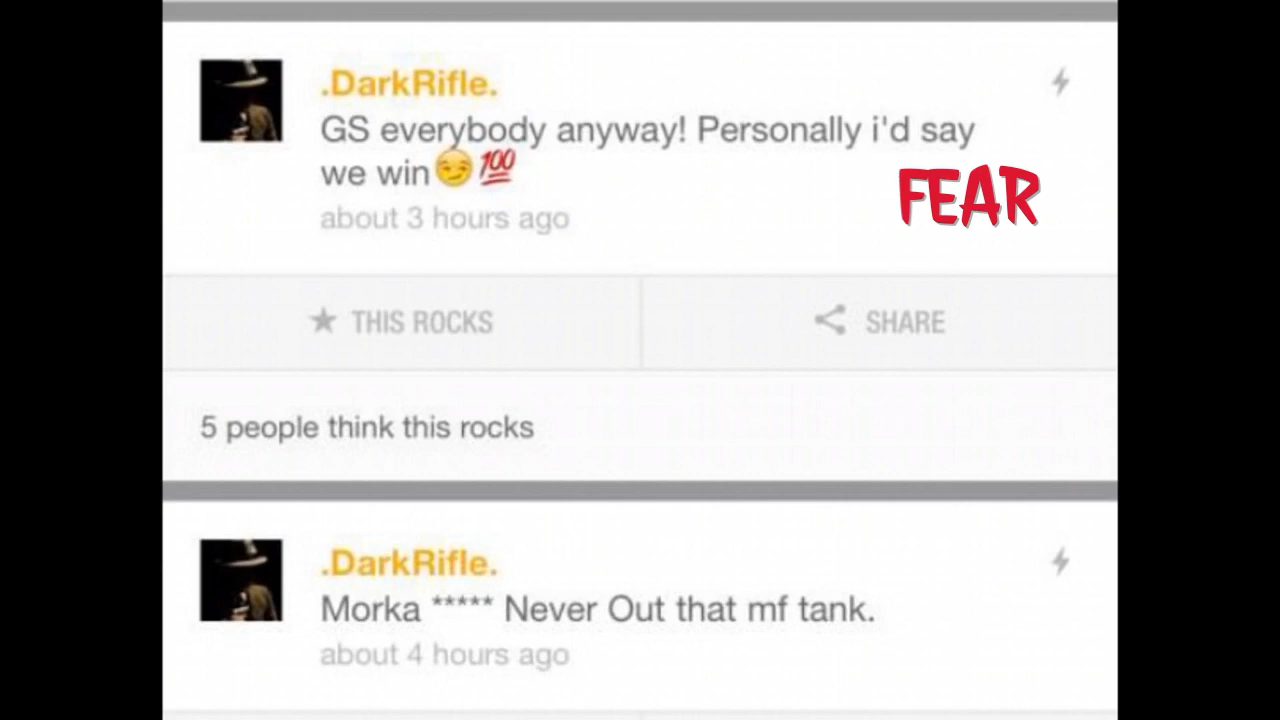 .DarkRifle.
GS everybody anyway! Personally i'd say
we win😏💯
FEAR
about 3 hours ago
THIS ROCKS
SHARE
5 people think this rocks
.DarkRifle.
Morka ***** Never Out that mf tank.
about 4 hours ago